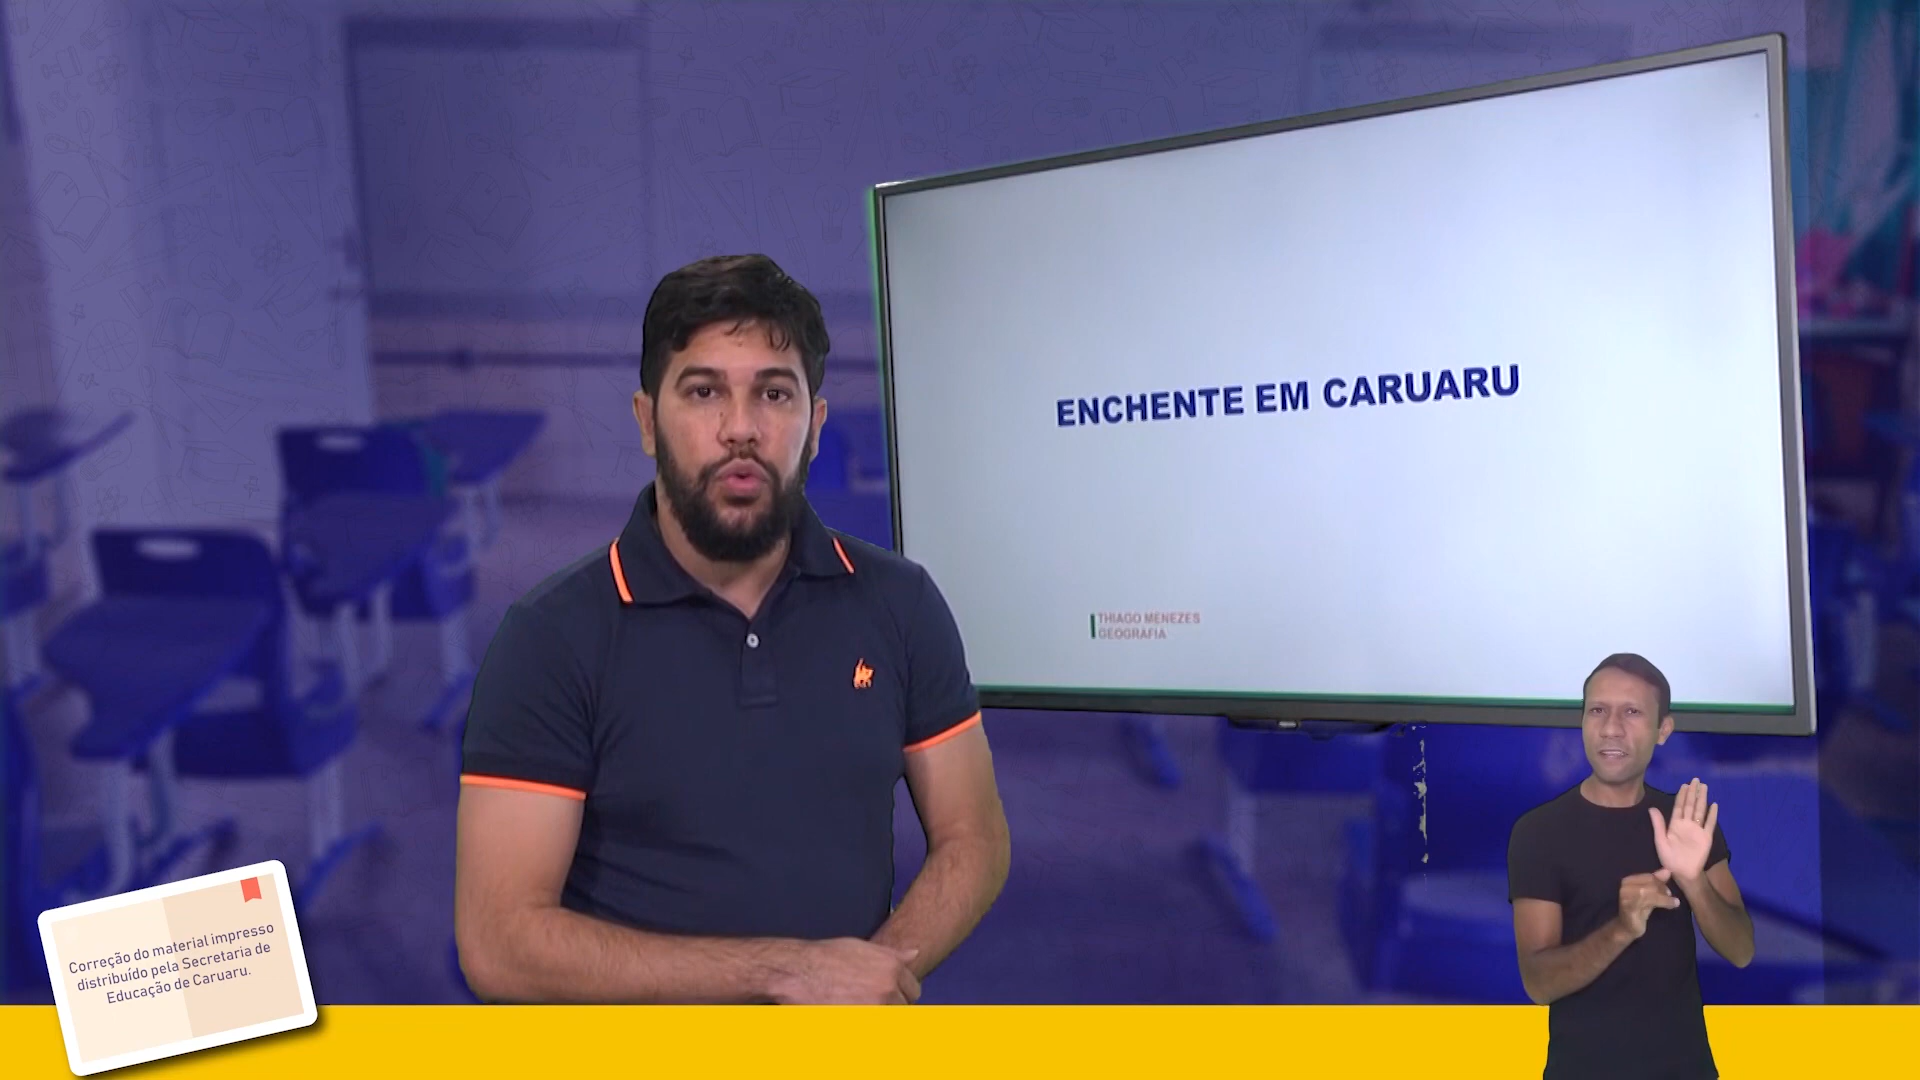 ENCHENTE EM CARUARU
THIAGO MENEZES
GEOGRAFIA
Correção do material impresso
distribuído pela Secretaria de
Educação de Caruaru.